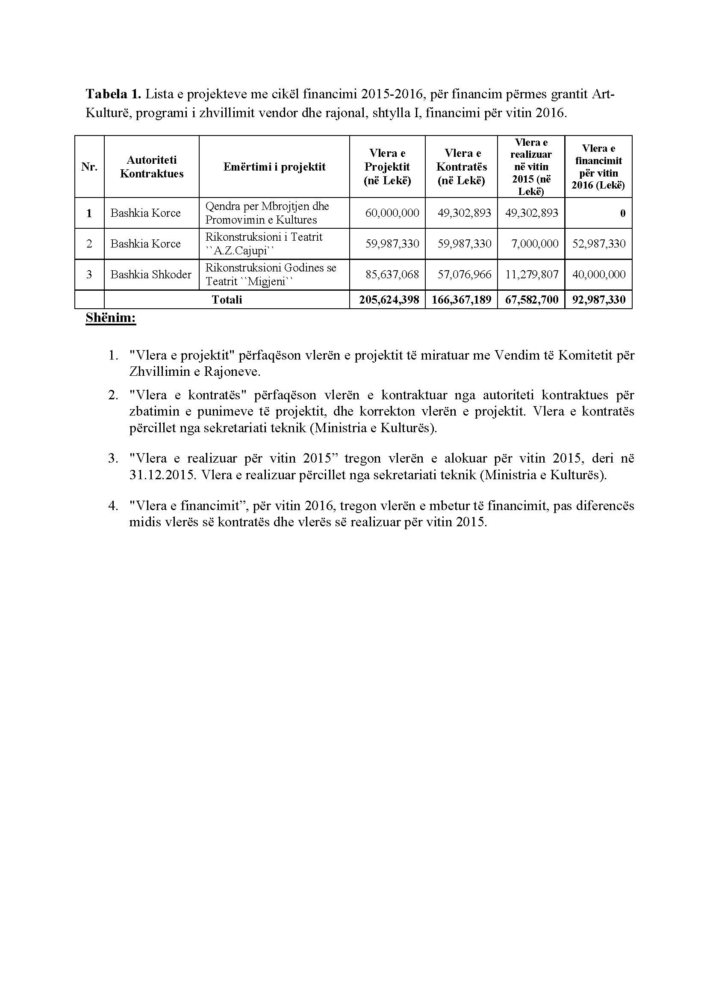 Tabela 1. Lista e projekteve me cikël financimi 2015-2016, për financim përmes grantit Art-
Kulturë, programi i zhvillimit vendor dhe rajonal, shtylla I, financimi për vitin 2016.
Nr.
Autoriteti
Kontraktues
Emërtimi i projektit
Vlera e
Projektit
(në Lekë)
Vlera e
Kontratës
(në Lekë)
Vlera e
realizuar
në vitin
2015 (në
Lekë)
Vlera e
financimit
për vitin
2016 (Lekë)
1
Bashkia Korce
Qendra per Mbrojtjen dhe
Promovimin e Kultures
60,000,000
49,302,893
49,302,893
0
2
Bashkia Korce
Rikonstruksioni i Teatrit
``A.Z.Cajupi``
59,987,330
59,987,330
7,000,000
52,987,330
3
Bashkia Shkoder
Rikonstruksioni Godines se
Teatrit ``Migjeni``
85,637,068
57,076,966
11,279,807
40,000,000
Totali
205,624,398
166,367,189
67,582,700
92,987,330
Shënim:
1. "Vlera e projektit" përfaqëson vlerën e projektit të miratuar me Vendim të Komitetit për
Zhvillimin e Rajoneve.
2. "Vlera e kontratës" përfaqëson vlerën e kontraktuar nga autoriteti kontraktues për
zbatimin e punimeve të projektit, dhe korrekton vlerën e projektit. Vlera e kontratës
përcillet nga sekretariati teknik (Ministria e Kulturës).
3. "Vlera e realizuar për vitin 2015” tregon vlerën e alokuar për vitin 2015, deri në
31.12.2015. Vlera e realizuar përcillet nga sekretariati teknik (Ministria e Kulturës).
4. "Vlera e financimit”, për vitin 2016, tregon vlerën e mbetur të financimit, pas diferencës
midis vlerës së kontratës dhe vlerës së realizuar për vitin 2015.